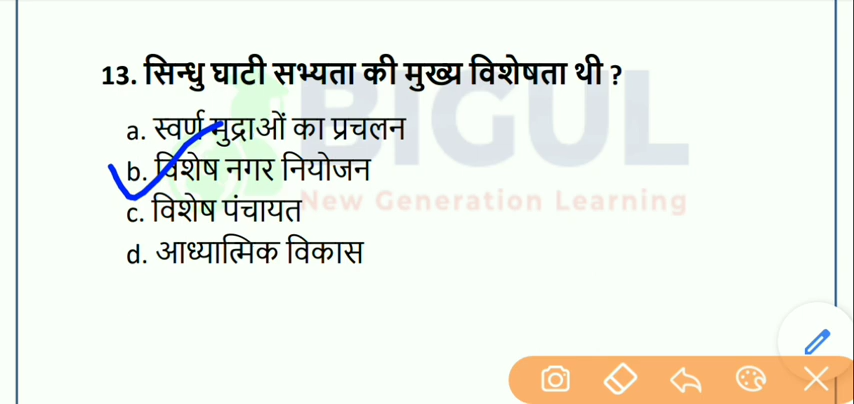 BIGUL
New Generation Learning
13. सिन्धु घाटी सभ्यता की मुख्य विशेषता थी ?
a. स्वर्ण मुद्राओं का प्रचलन
b. विशेष नगर नियोजन
c. विशेष पंचायत
d. आध्यात्मिक विकास